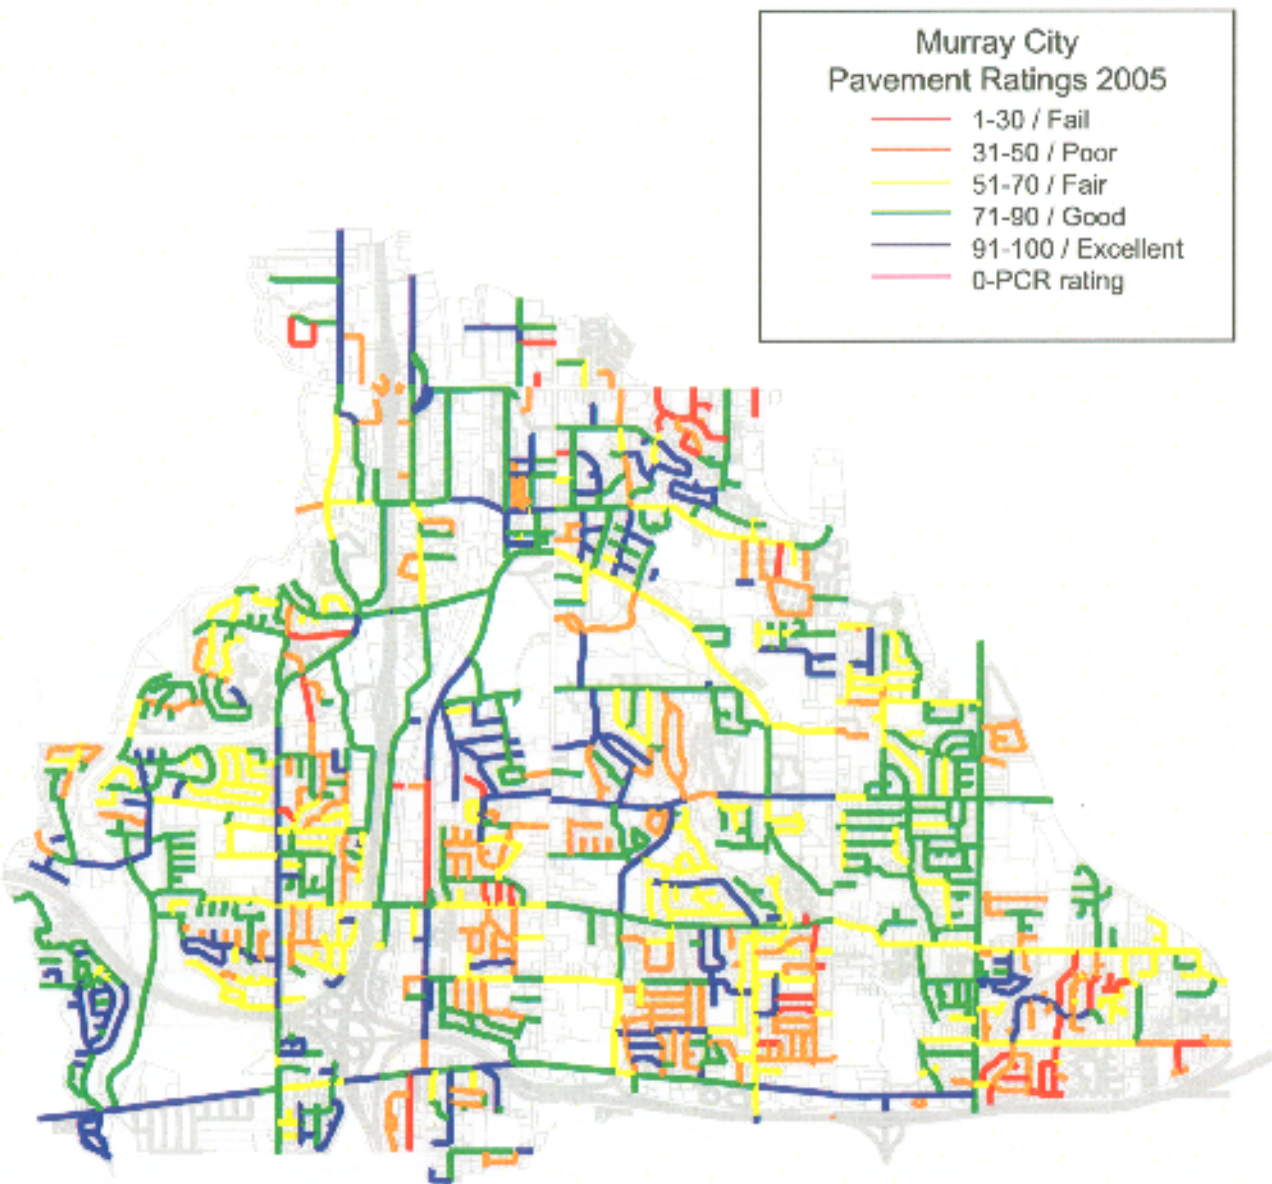 Murray City
Pavement Ratings 2005
1-30 / Fail
31-50 / Poor
51-70 / Fair
71-90 / Good
91-100 / Excellent
0-PCR rating